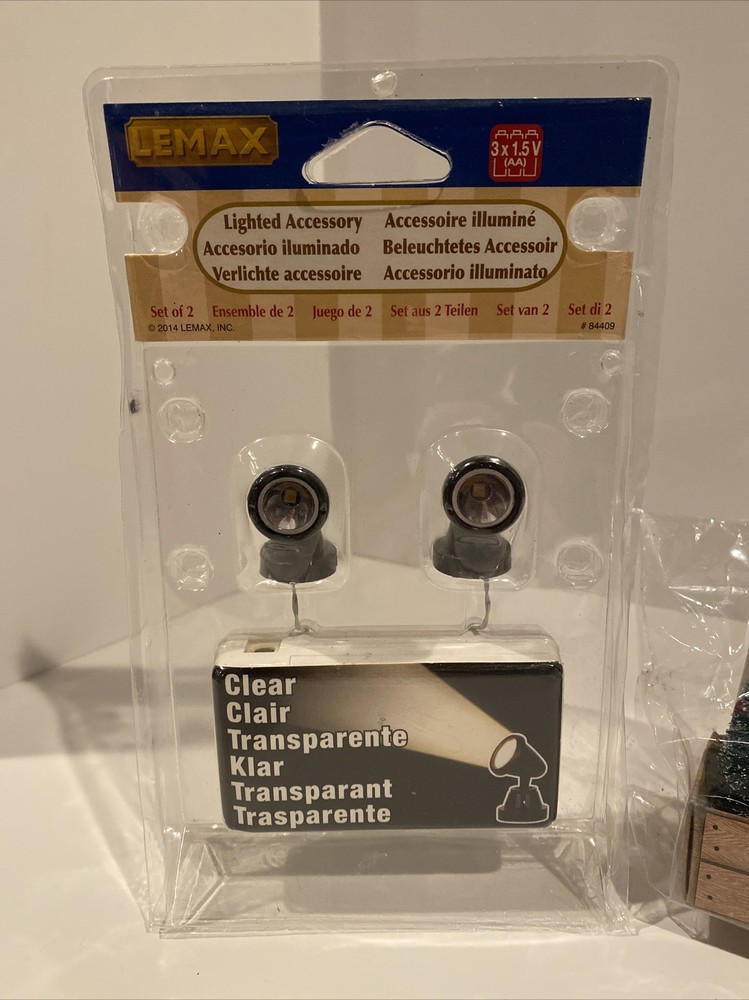 LEMAX
3 x 1.5 V
(AA)
Lighted Accessory Accessoire illuminé
Accesorio iluminado Beleuchtetes Accessoir
Verlichte accessoire Accessorio illuminato
Set of 2 Ensemble de 2 Juego de 2 Set aus 2 Teilen Set van 2 Set di 2
© 2014 LEMAX, INC. # 84409
Clear
Clair
Transparente
Klar
Transparant
Trasparente